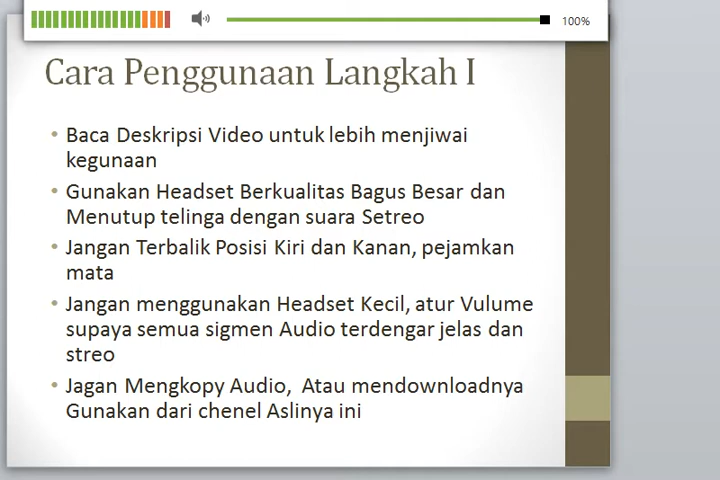 100%
Cara Penggunaan Langkah I
• Baca Deskripsi Video untuk lebih menjiwai
kegunaan
• Gunakan Headset Berkualitas Bagus Besar dan
Menutup telinga dengan suara Setreo
• Jangan Terbalik Posisi Kiri dan Kanan, pejamkan
mata
• Jangan menggunakan Headset Kecil, atur Vulume
supaya semua sigmen Audio terdengar jelas dan
streo
• Jagan Mengkopy Audio, Atau mendownloadnya
Gunakan dari chenel Aslinya ini